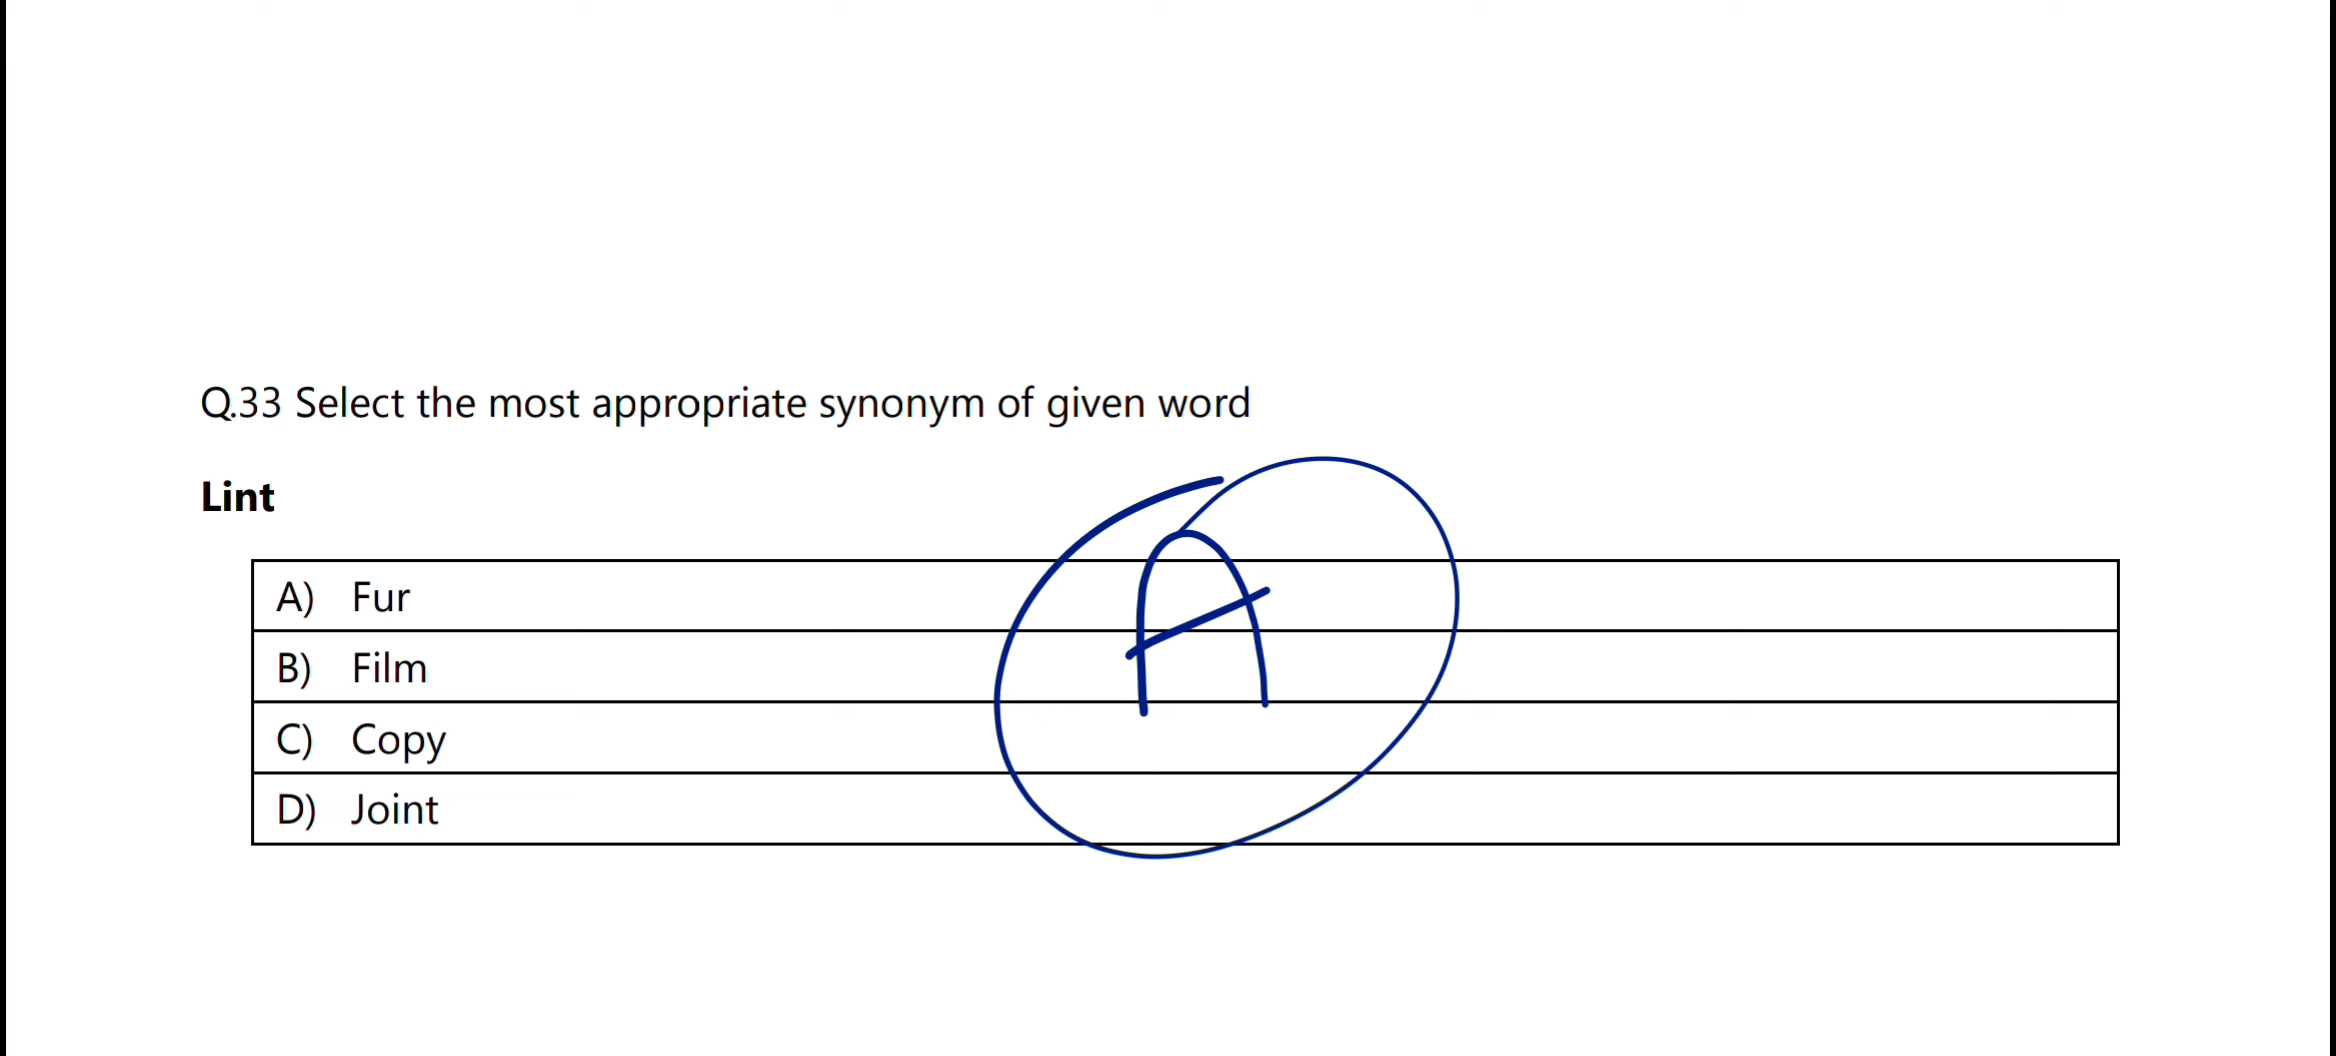 Q.33 Select the most appropriate synonym of given word
Lint
A) Fur
B) Film
C) Copy
D) Joint
A